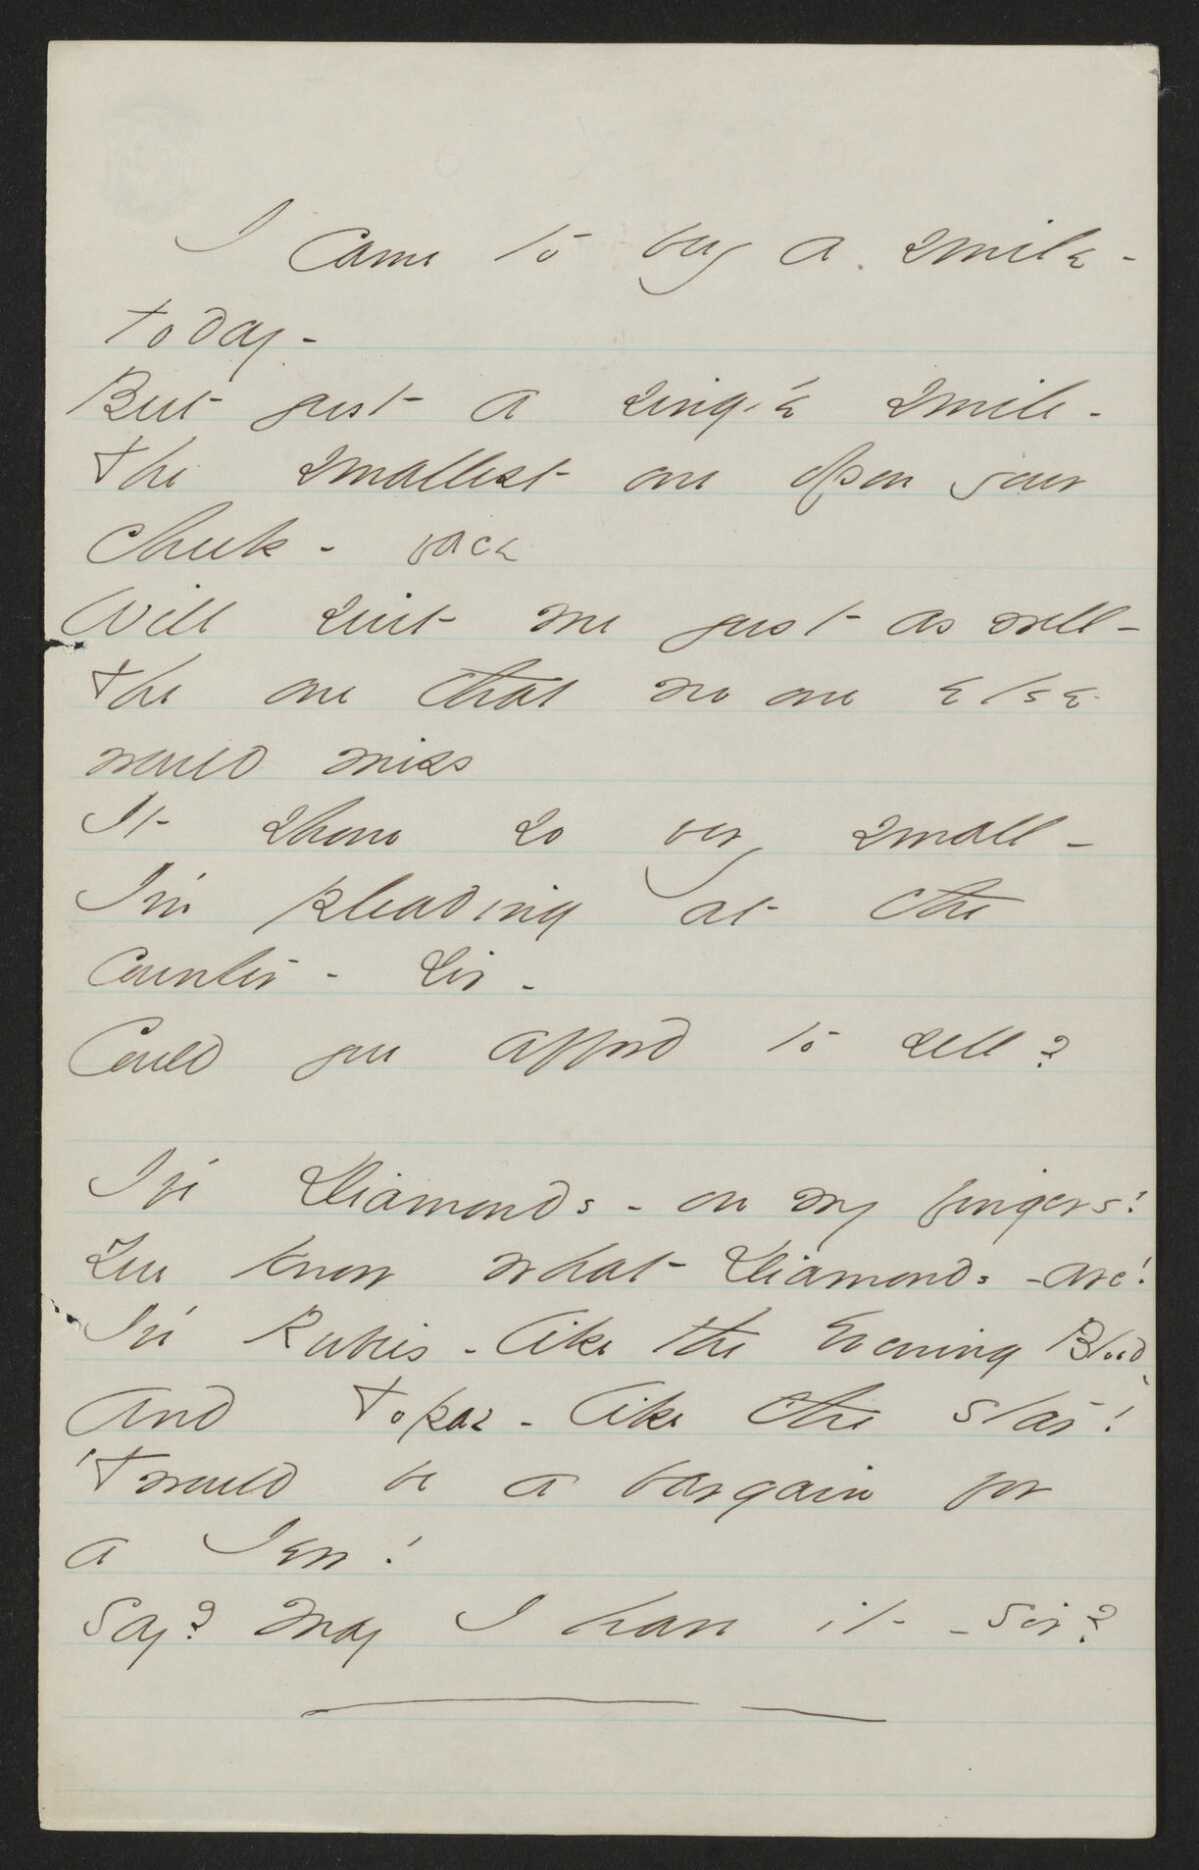 I Came to buy a smile -
today -
But just a single smile -
The smallest one upon your
cheek - face
Will suit me just as well -
The one that no one else
would miss
It shone so very small -
I'm pleading at the
Counter - Sir -
Could you afford to sell?
I've Diamonds - on my fingers!
You know what Diamonds - are!
I've Rubies - like the Evening Blood
And Topaz - like the star!
'Twould be a bargain for
a Jew!
Say? May I have it - Sir?